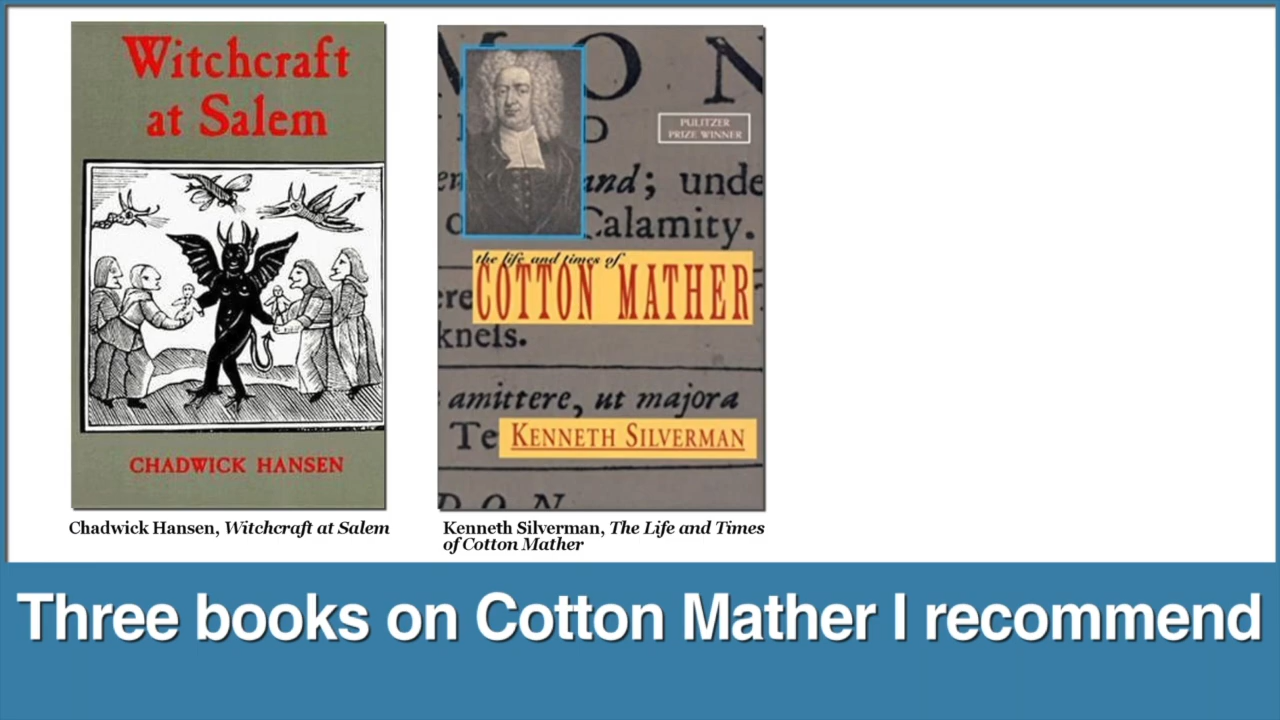 Witchcraft
at Salem
CHADWICK HANSEN
Chadwick Hansen, Witchcraft at Salem
M O N
PULITZER
PRIZE WINNER
and; unde
Calamity.
the life and times of
COTTON MATHER
ere
knels.
amittere, ut majora
Te
KENNETH SILVERMAN
D O N
Kenneth Silverman, The Life and Times
of Cotton Mather
Three books on Cotton Mather I recommend